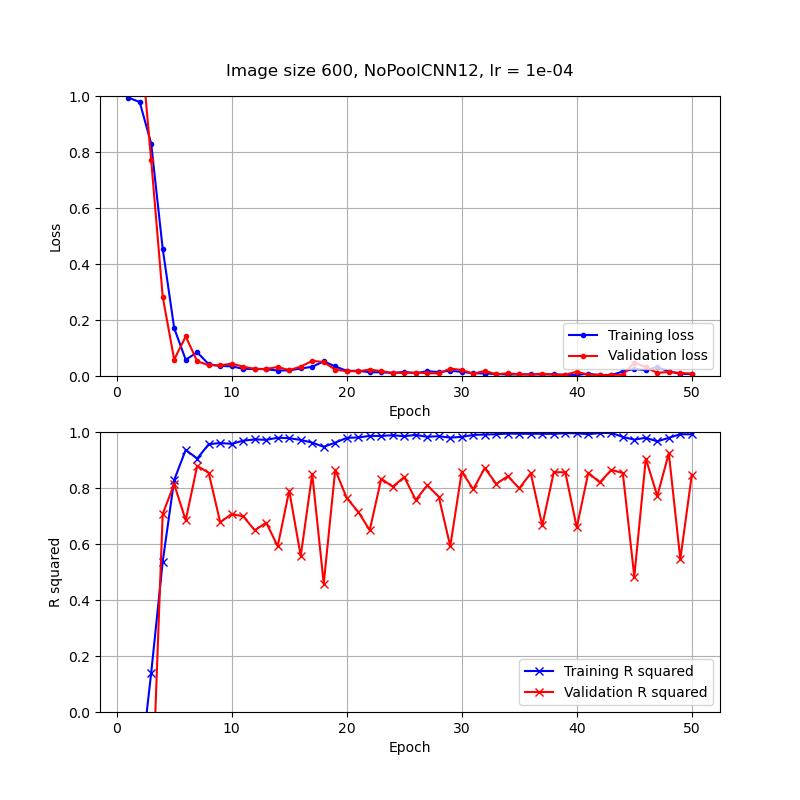 Image size 600, NoPoolCNN12, lr = 1e-04
1.0
0.8
0.6
0.4
0.2
0.0
Loss
Training loss
Validation loss
0 10 20 30 40 50
Epoch
1.0
0.8
0.6
0.4
0.2
0.0
R squared
Training R squared
Validation R squared
0 10 20 30 40 50
Epoch